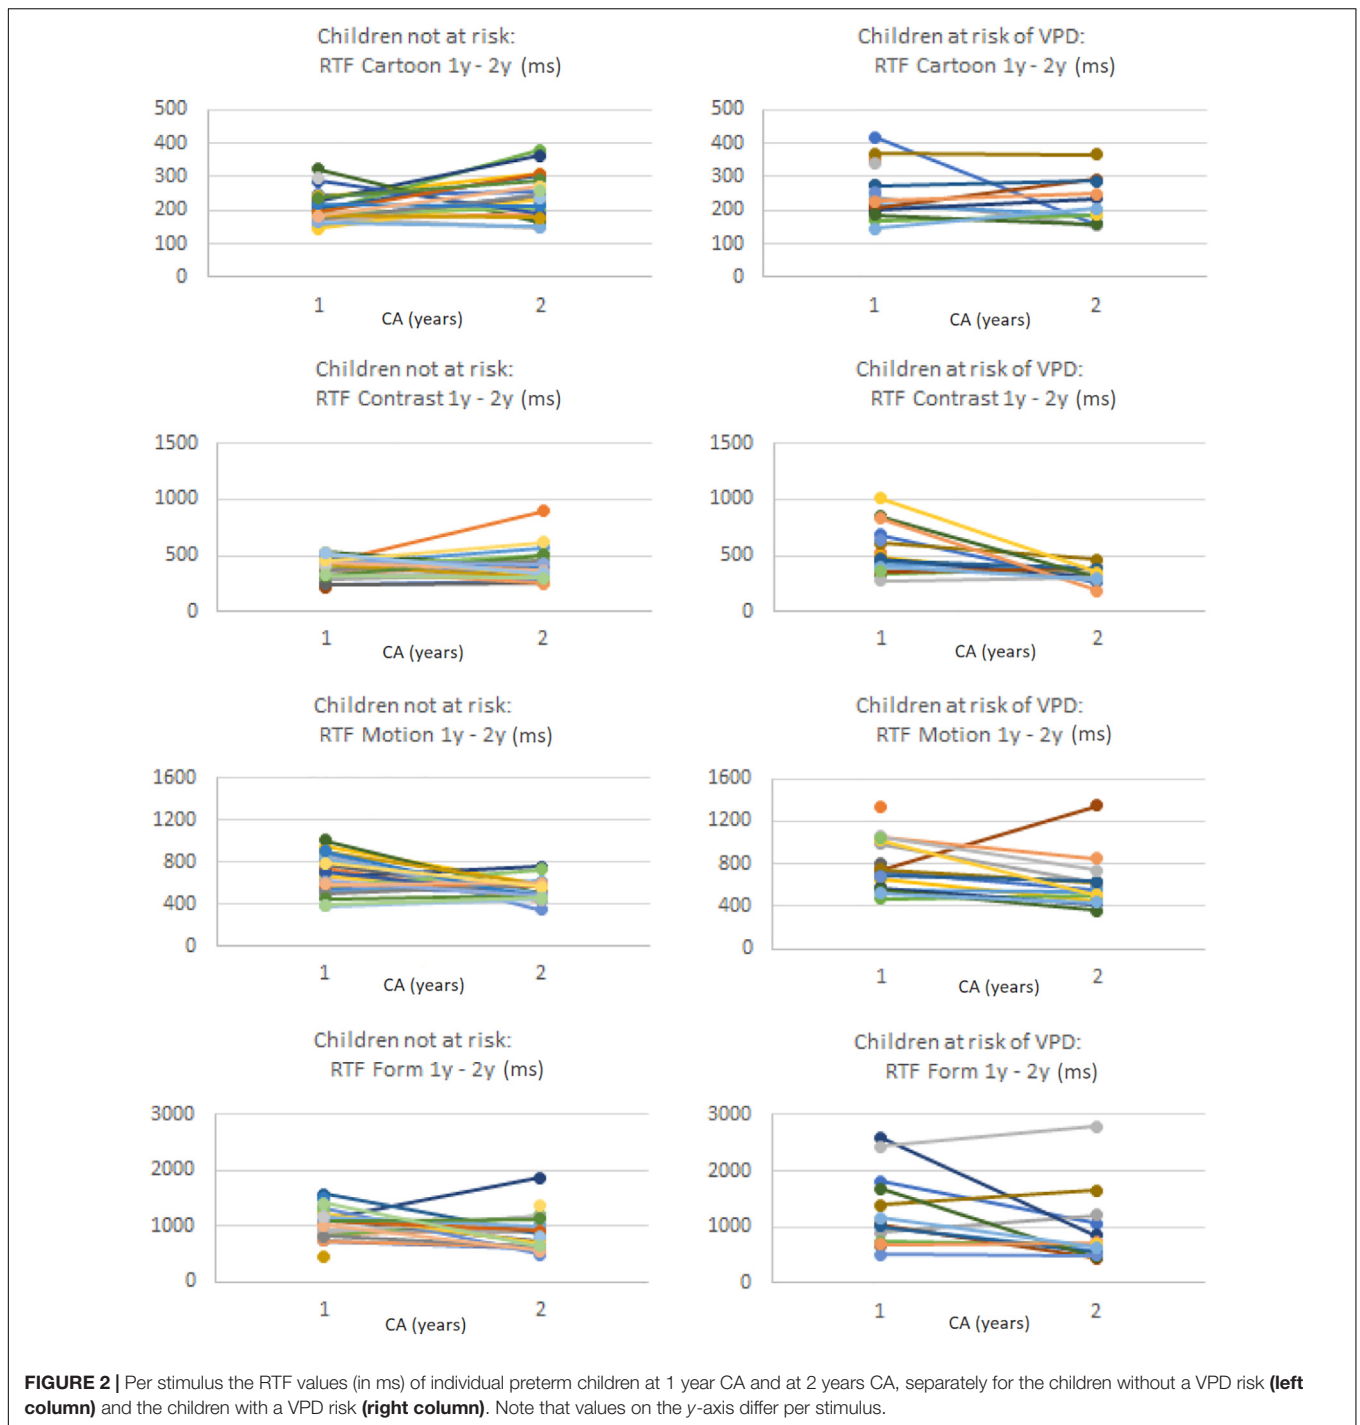 Children not at risk:
RTF Cartoon 1y - 2y (ms)
500
400
300
200
100
0
1
2
CA (years)
Children at risk of VPD:
RTF Cartoon 1y - 2y (ms)
500
400
300
200
100
0
1
2
CA (years)
Children not at risk:
RTF Contrast 1y - 2y (ms)
1500
1000
500
0
1
2
CA (years)
Children at risk of VPD:
RTF Contrast 1y - 2y (ms)
1500
1000
500
0
1
2
CA (years)
Children not at risk:
RTF Motion 1y - 2y (ms)
1600
1200
800
400
0
1
2
CA (years)
Children at risk of VPD:
RTF Motion 1y - 2y (ms)
1600
1200
800
400
0
1
2
CA (years)
Children not at risk:
RTF Form 1y - 2y (ms)
3000
2000
1000
0
1
2
CA (years)
Children at risk of VPD:
RTF Form 1y - 2y (ms)
3000
2000
1000
0
1
2
CA (years)
FIGURE 2 | Per stimulus the RTF values (in ms) of individual preterm children at 1 year CA and at 2 years CA, separately for the children without a VPD risk (left
column) and the children with a VPD risk (right column). Note that values on the y-axis differ per stimulus.